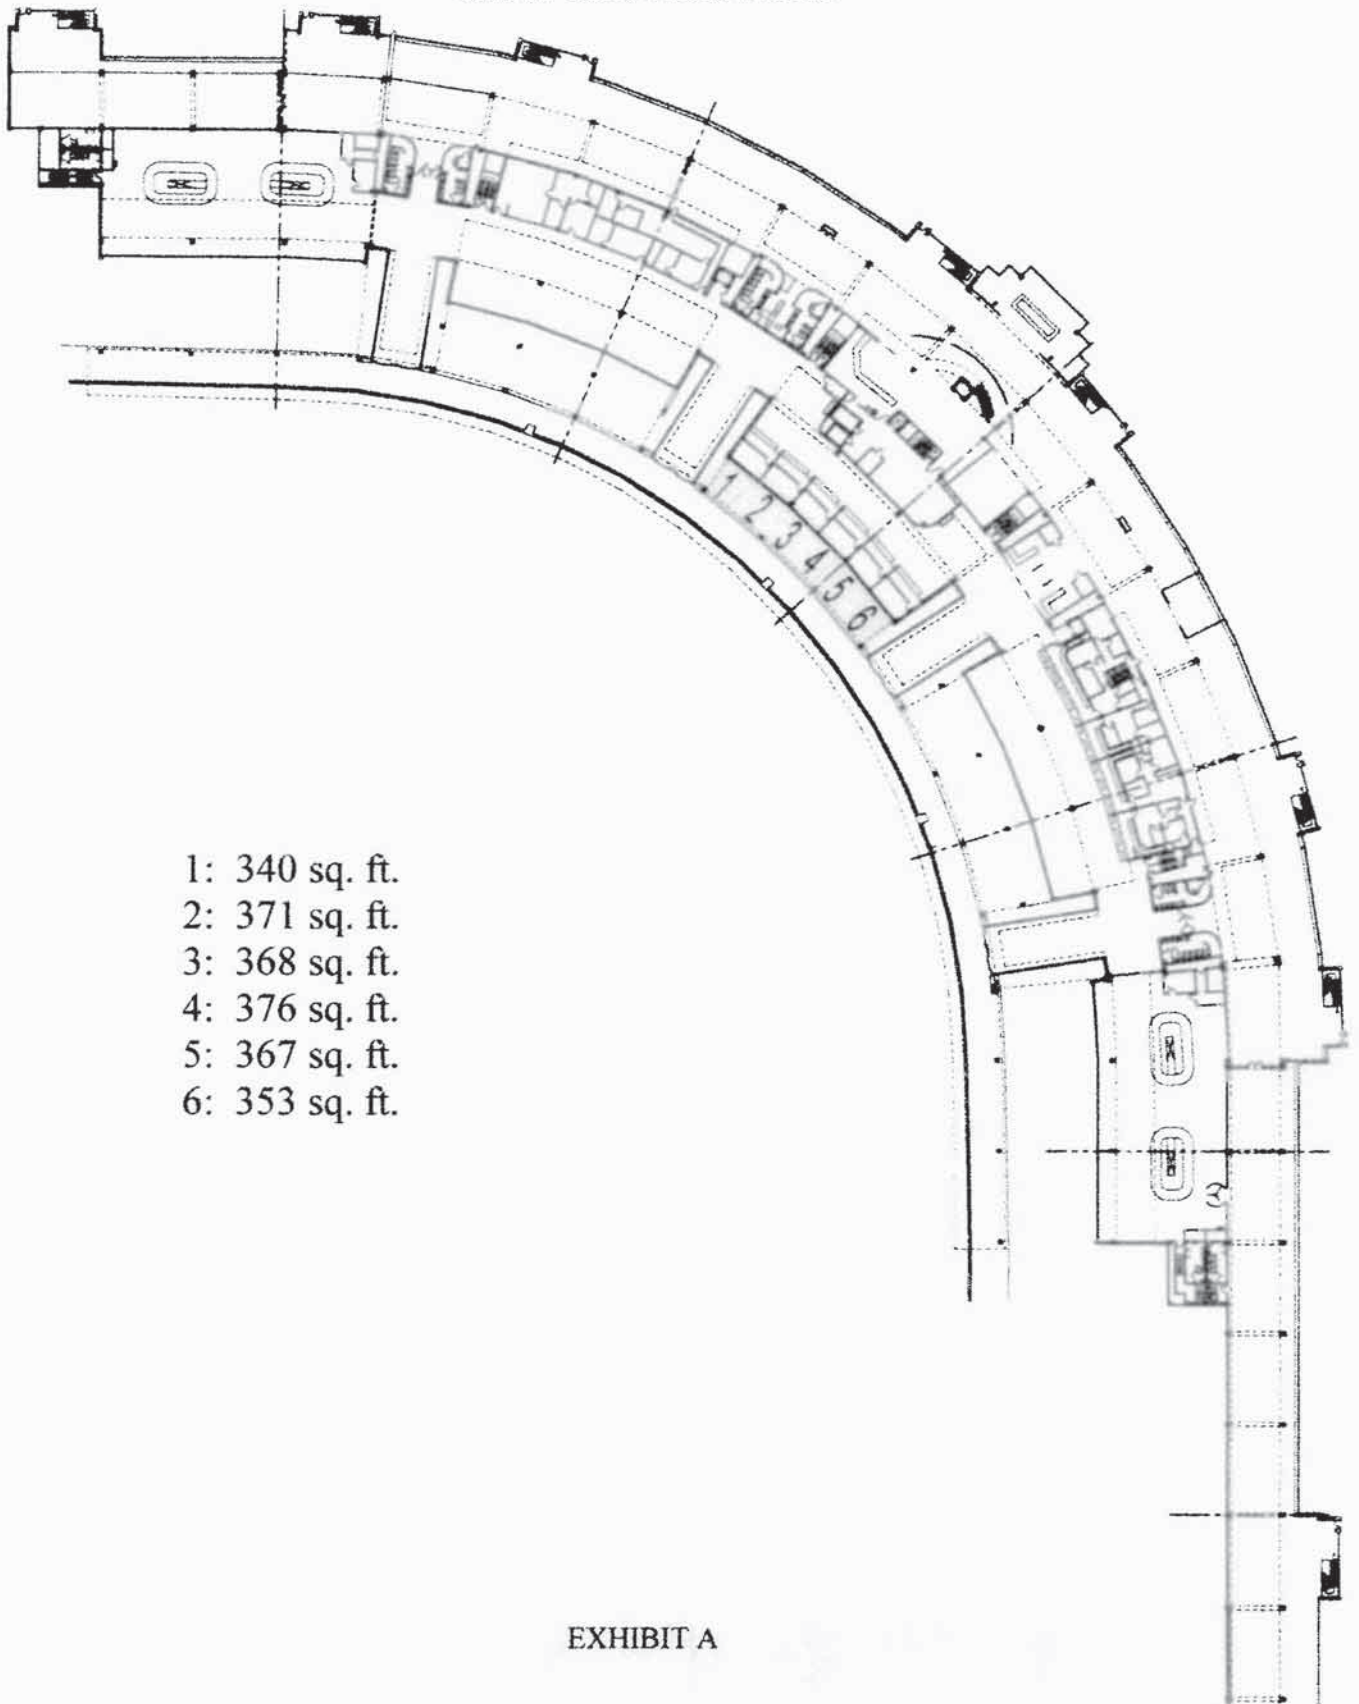 1 2 3 4 5 6
1: 340 sq. ft.
2: 371 sq. ft.
3: 368 sq. ft.
4: 376 sq. ft.
5: 367 sq. ft.
6: 353 sq. ft.
EXHIBIT A